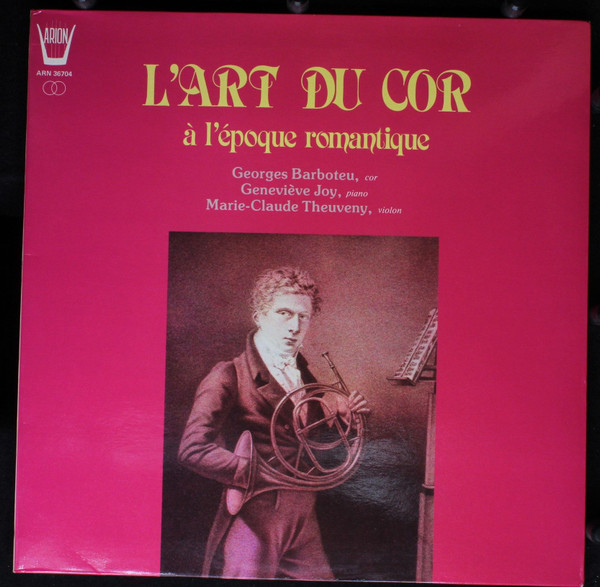 ARION
ARN 36704
L'ART DU COR
à l'époque romantique
Georges Barboteu, cor
Geneviève Joy, piano
Marie-Claude Theuveny, violon